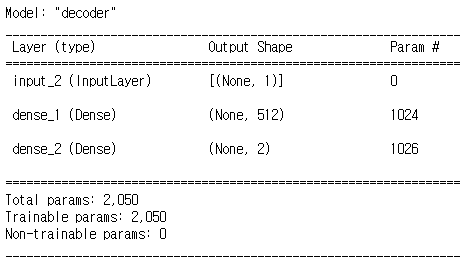 Model: "decoder"
_________________________________________________________________
Layer (type) Output Shape Param #
=================================================================
input_2 (InputLayer) [(None, 1)] 0
dense_1 (Dense) (None, 512) 1024
dense_2 (Dense) (None, 2) 1026
=================================================================
Total params: 2,050
Trainable params: 2,050
Non-trainable params: 0
_________________________________________________________________